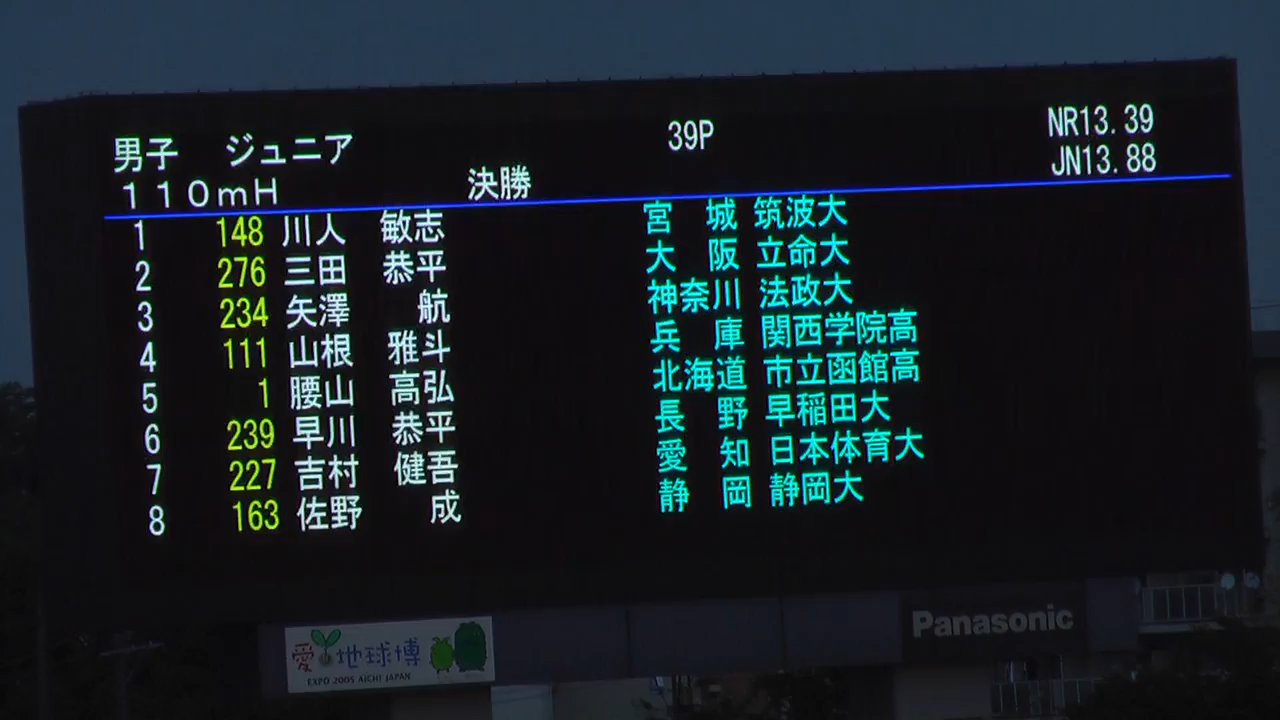 男子 ジュニア 39P NR13.39
110mH 決勝 JN13.88
1 148 川人 敏志 宮 城 筑波大
2 276 三田 恭平 大 阪 立命大
3 234 矢澤 航 神奈川 法政大
4 111 山根 雅斗 兵 庫 関西学院高
5 1 腰山 高弘 北海道 市立函館高
6 239 早川 恭平 長 野 早稲田大
7 227 吉村 健吾 愛 知 日本体育大
8 163 佐野 成 静 岡 静岡大
愛・地球博
EXPO 2005 AICHI JAPAN
Panasonic